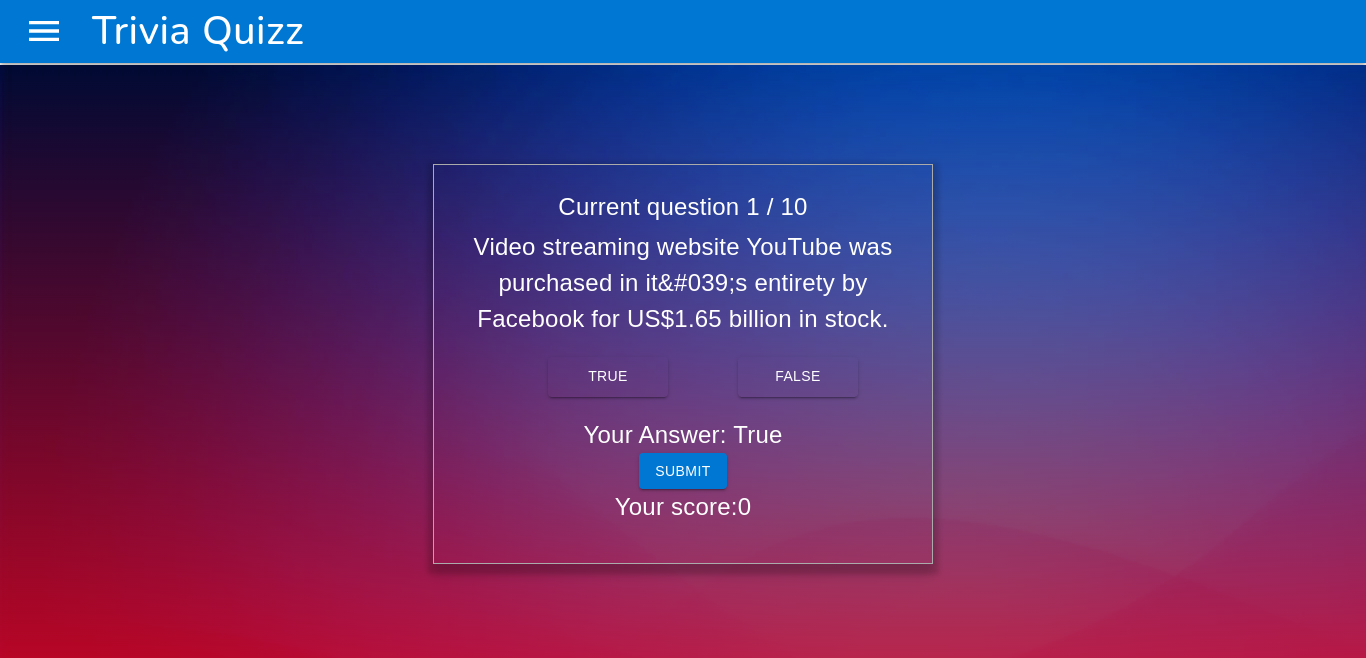 Trivia Quizz
Current question 1 / 10
Video streaming website YouTube was
purchased in it&#039;s entirety by
Facebook for US$1.65 billion in stock.
TRUE
FALSE
Your Answer: True
SUBMIT
Your score:0